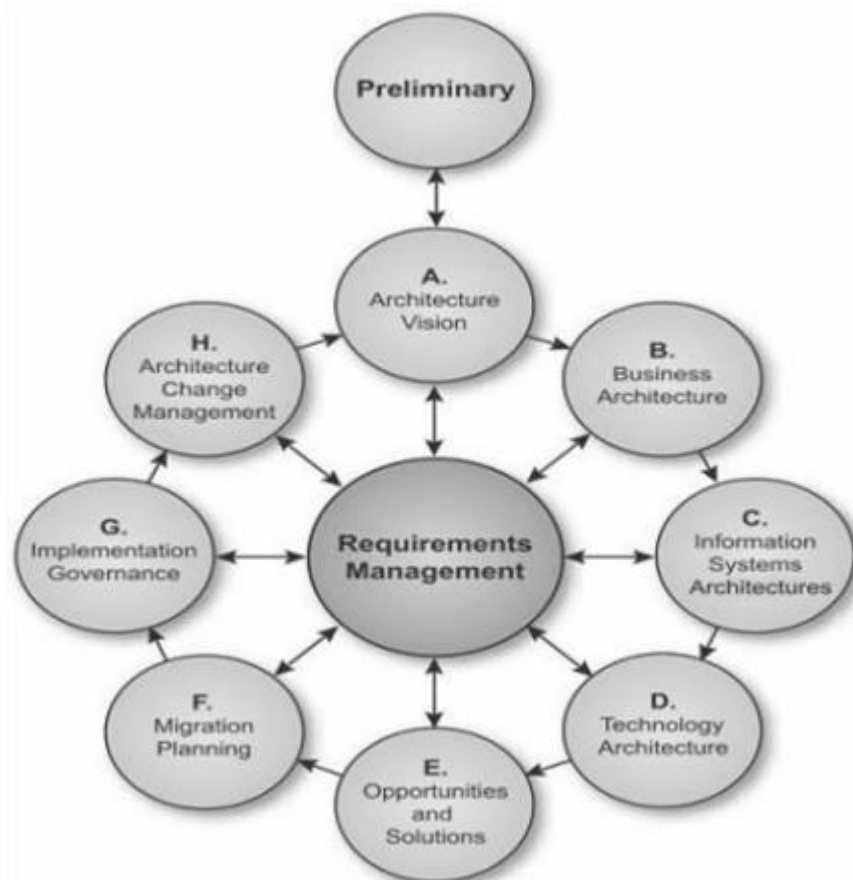 Preliminary
A.
Architecture
Vision
B.
Business
Architecture
C.
Information
Systems
Architectures
D.
Technology
Architecture
E.
Opportunities
and
Solutions
F.
Migration
Planning
G.
Implementation
Governance
H.
Architecture
Change
Management
Requirements
Management